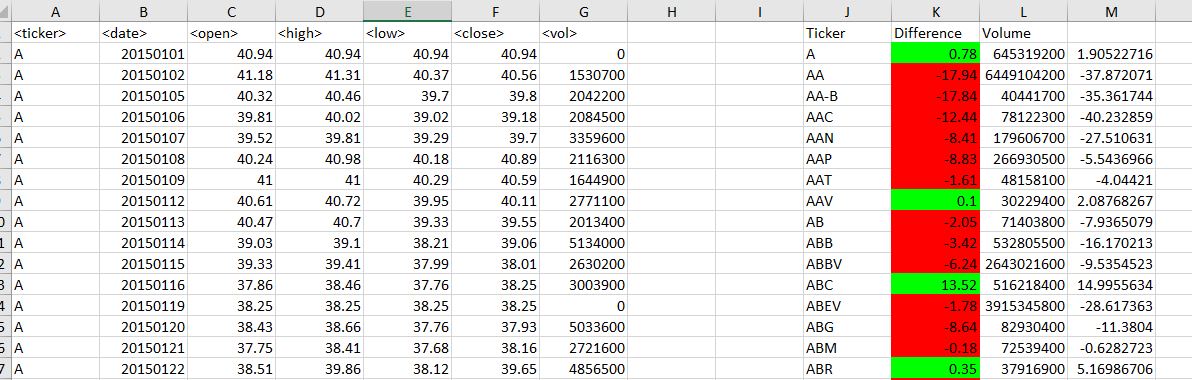 A B C D E F G H I J K L M
<ticker> <date> <open> <high> <low> <close> <vol> Ticker Difference Volume
A 20150101 40.94 40.94 40.94 40.94 0 A 0.78 645319200 1.90522716
A 20150102 41.18 41.31 40.37 40.56 1530700 AA -17.94 6449104200 -37.872071
A 20150105 40.32 40.46 39.7 39.8 2042200 AA-B -17.84 40441700 -35.361744
A 20150106 39.81 40.02 39.02 39.18 2084500 AAC -12.44 78122300 -40.232859
A 20150107 39.52 39.81 39.29 39.7 3359600 AAN -8.41 179606700 -27.510631
A 20150108 40.24 40.98 40.18 40.89 2116300 AAP -8.83 266930500 -5.5436966
A 20150109 41 41 40.29 40.59 1644900 AAT -1.61 48158100 -4.04421
A 20150112 40.61 40.72 39.95 40.11 2771100 AAV 0.1 30229400 2.08768267
A 20150113 40.47 40.7 39.33 39.55 2013400 AB -2.05 71403800 -7.9365079
A 20150114 39.03 39.1 38.21 39.06 5134000 ABB -3.42 532805500 -16.170213
A 20150115 39.33 39.41 37.99 38.01 2630200 ABBV -6.24 2643021600 -9.5354523
A 20150116 37.86 38.46 37.76 38.25 3003900 ABC 13.52 516218400 14.9955634
A 20150119 38.25 38.25 38.25 38.25 0 ABEV -1.78 3915345800 -28.617363
A 20150120 38.43 38.66 37.76 37.93 5033600 ABG -8.64 82930400 -11.3804
A 20150121 37.75 38.41 37.68 38.16 2721600 ABM -0.18 72539400 -0.6282723
A 20150122 38.51 39.86 38.12 39.65 4856500 ABR 0.35 37916900 5.16986706